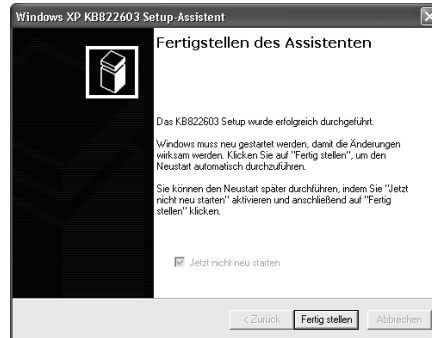 Windows XP KB822603 Setup-Assistent
Fertigstellen des Assistenten
Das KB822603 Setup wurde erfolgreich durchgeführt.
Windows muss neu gestartet werden, damit die Änderungen
wirksam werden. Klicken Sie auf "Fertig stellen", um den
Neustart automatisch durchzuführen.
Sie können den Neustart später durchführen, indem Sie "Jetzt
nicht neu starten" aktivieren und anschließend auf "Fertig
stellen" klicken.
Jetzt nicht neu starten
< Zurück Fertig stellen Abbrechen